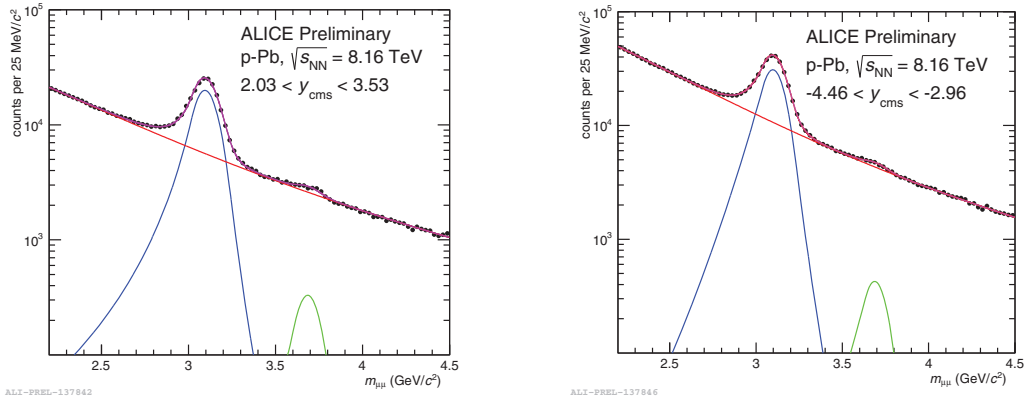 counts per 25 MeV/c²
10⁵
10⁴
10³
ALICE Preliminary
p-Pb, √sNN = 8.16 TeV
2.03 < ycms < 3.53
2.5 3 3.5 4 4.5
mμμ (GeV/c²)
ALI-PREL-137842
counts per 25 MeV/c²
10⁵
10⁴
10³
ALICE Preliminary
p-Pb, √sNN = 8.16 TeV
-4.46 < ycms < -2.96
2.5 3 3.5 4 4.5
mμμ (GeV/c²)
ALI-PREL-137846